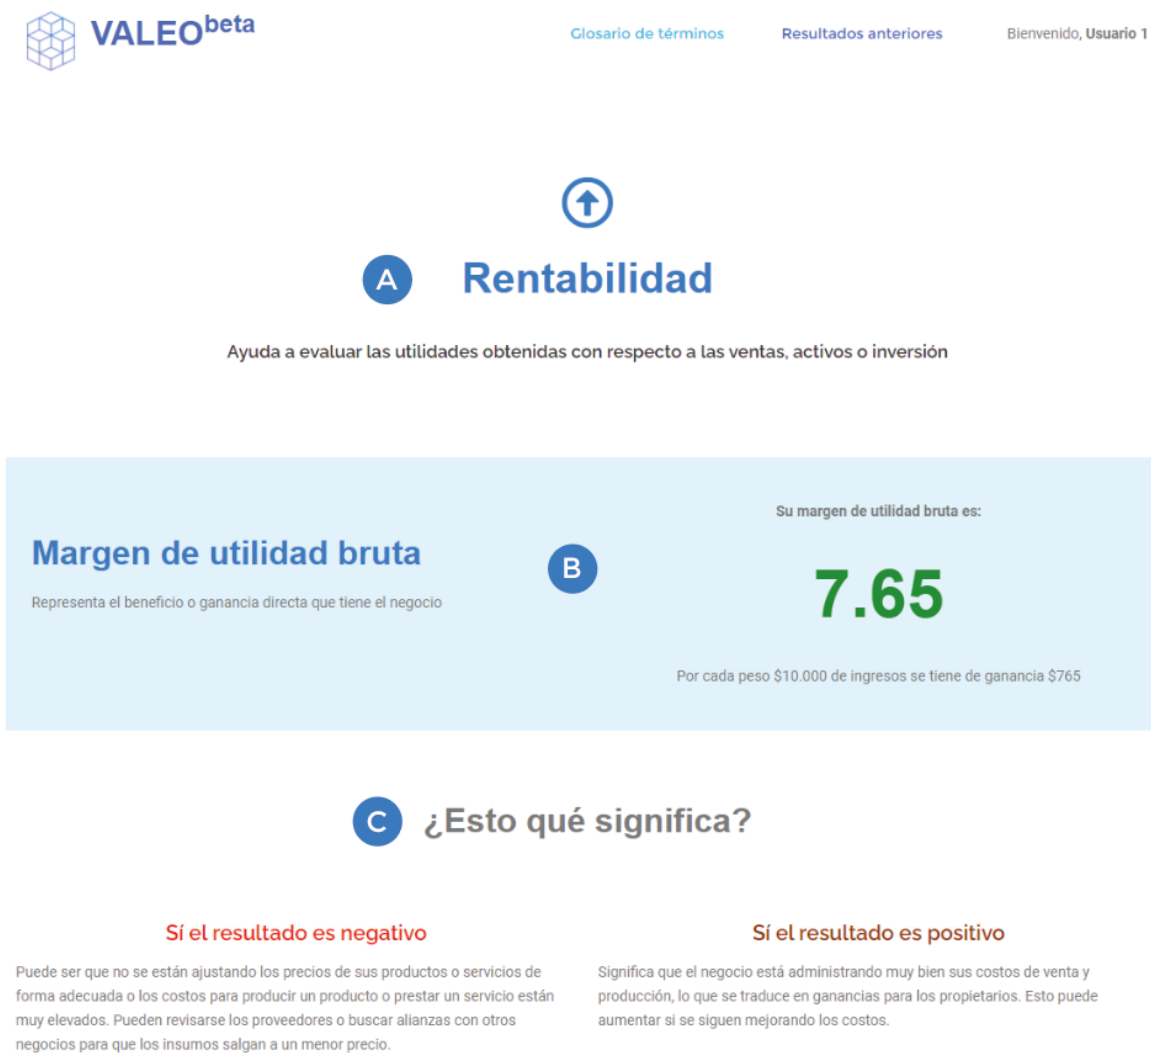 VALEObeta
Glosario de términos
Resultados anteriores
Bienvenido, Usuario 1
A
Rentabilidad
Ayuda a evaluar las utilidades obtenidas con respecto a las ventas, activos o inversión
Margen de utilidad bruta
Representa el beneficio o ganancia directa que tiene el negocio
B
Su margen de utilidad bruta es:
7.65
Por cada peso $10.000 de ingresos se tiene de ganancia $765
C
¿Esto qué significa?
Sí el resultado es negativo
Puede ser que no se están ajustando los precios de sus productos o servicios de
forma adecuada o los costos para producir un producto o prestar un servicio están
muy elevados. Pueden revisarse los proveedores o buscar alianzas con otros
negocios para que los insumos salgan a un menor precio.
Sí el resultado es positivo
Significa que el negocio está administrando muy bien sus costos de venta y
producción, lo que se traduce en ganancias para los propietarios. Esto puede
aumentar si se siguen mejorando los costos.